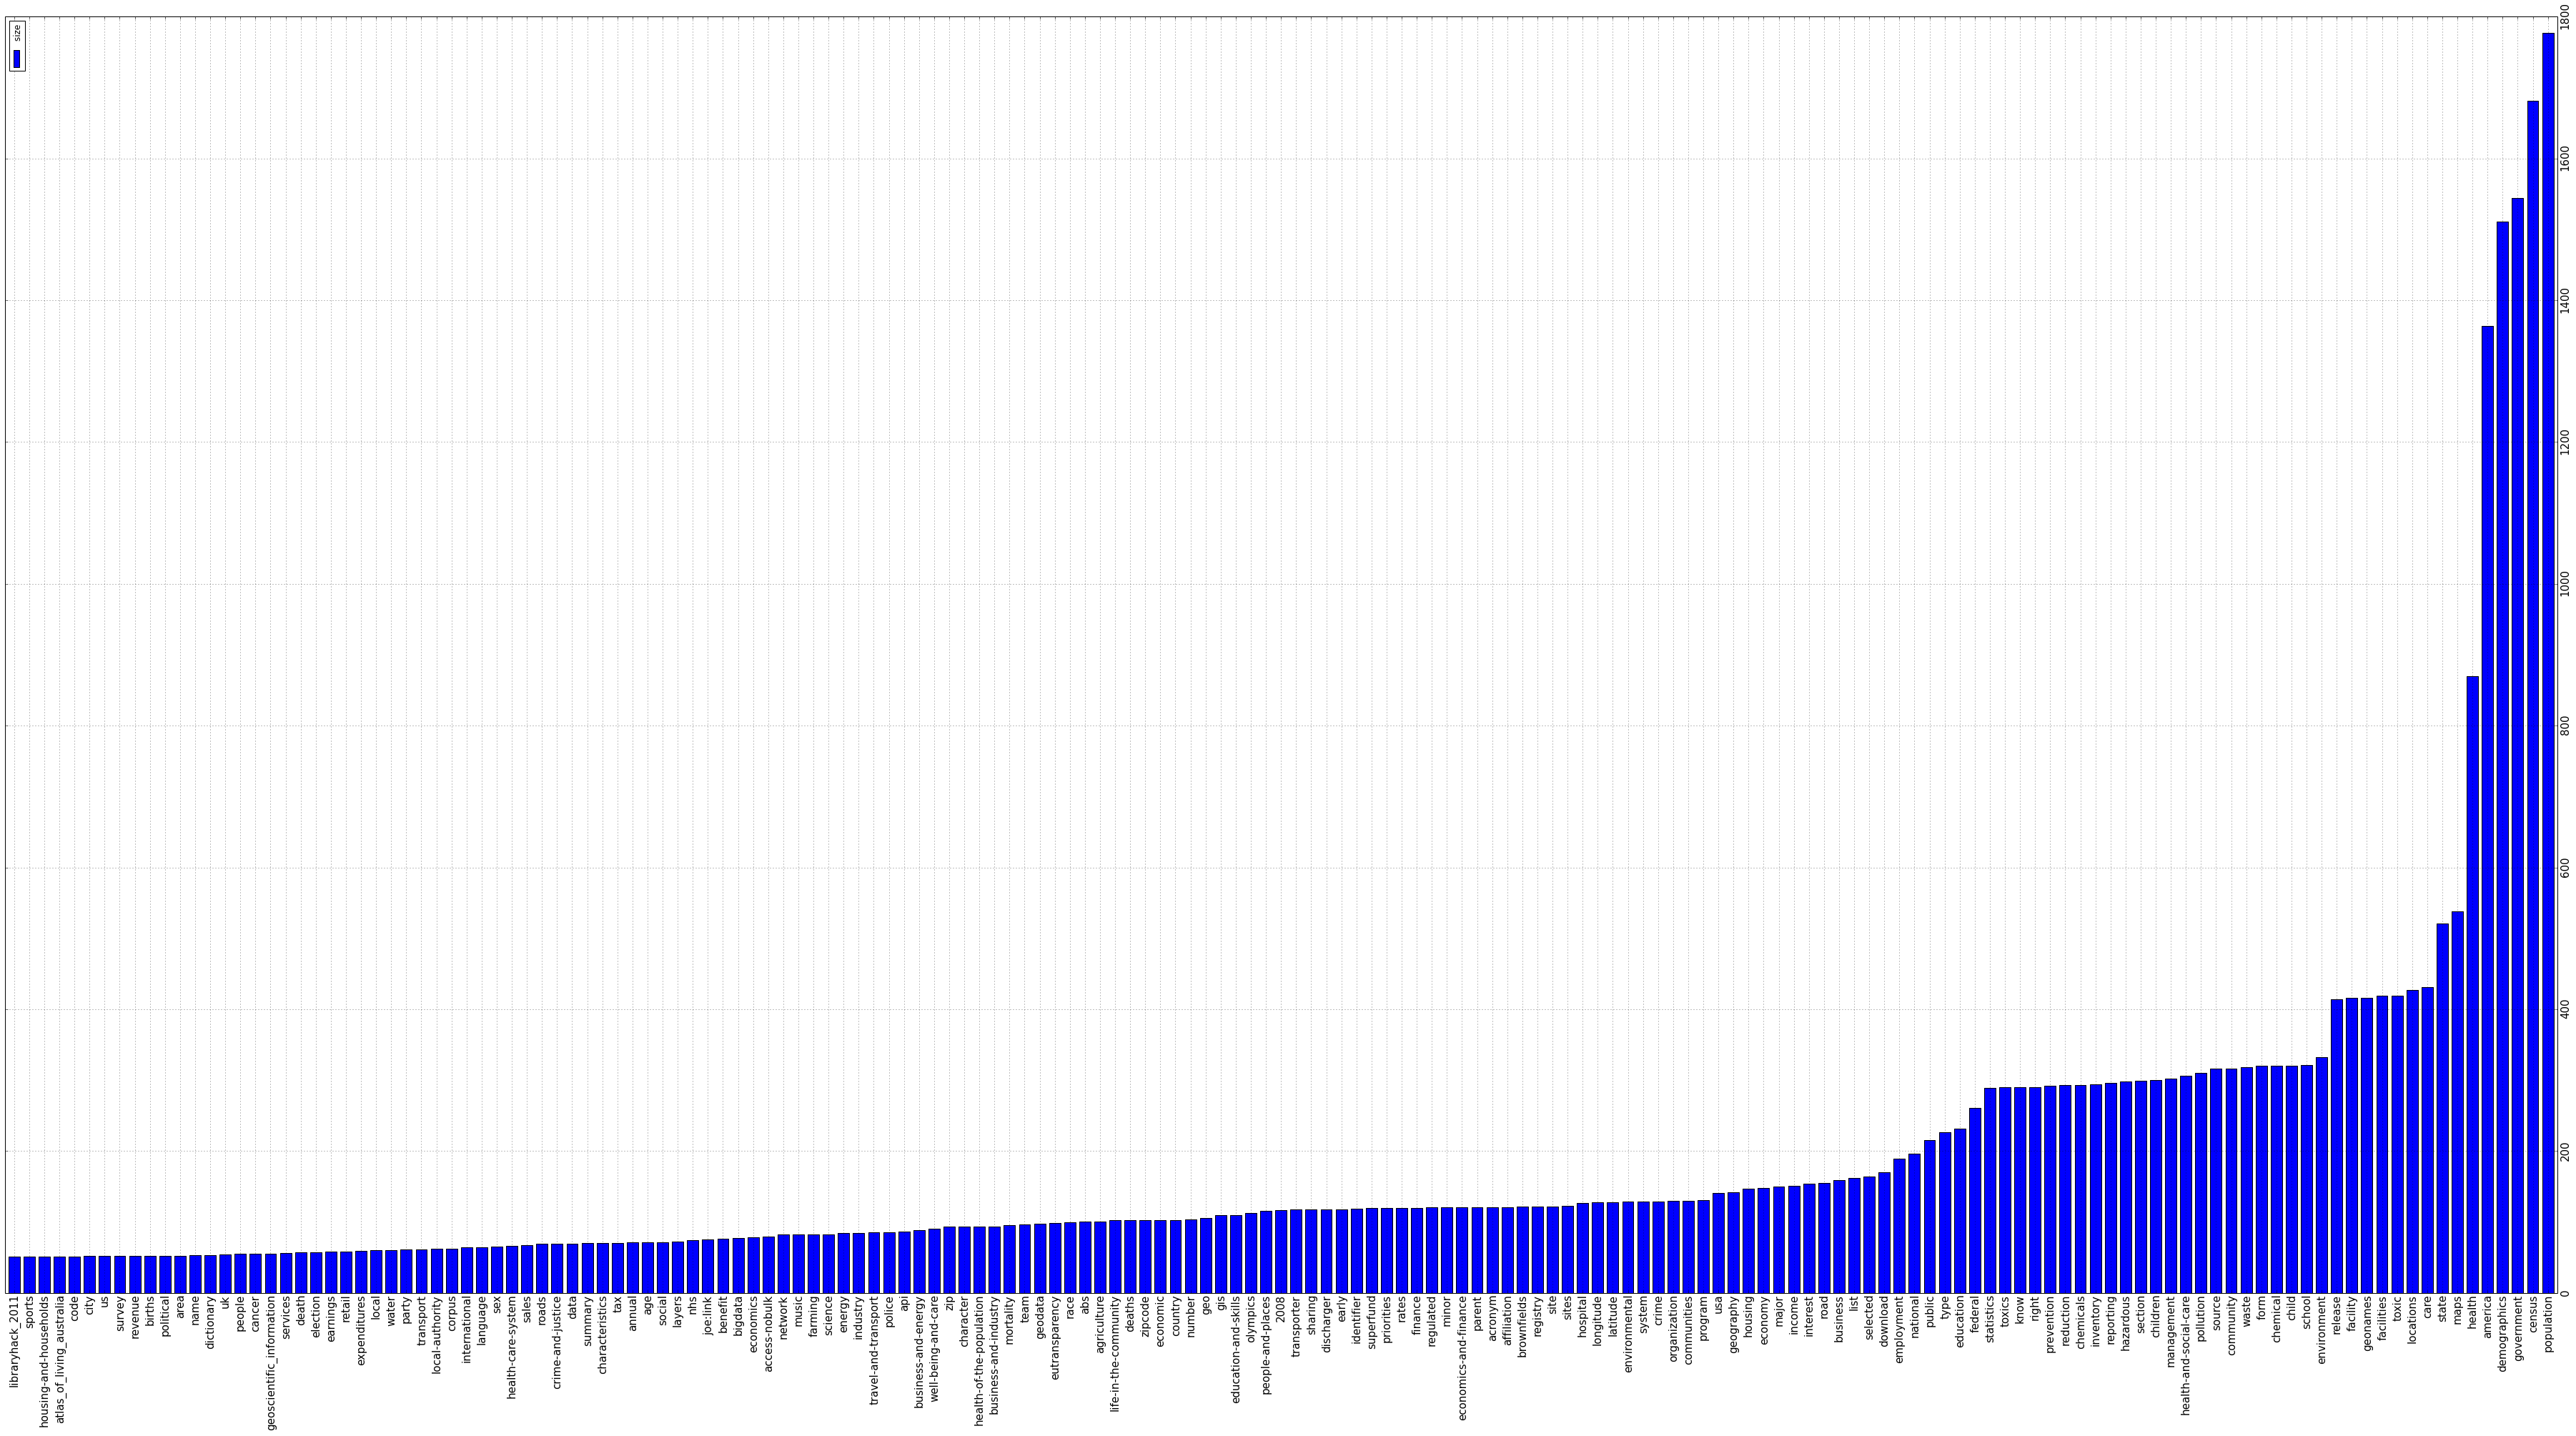 size
1800
1600
1400
1200
1000
800
600
400
200
0
libraryhack_2011
sports
housing-and-households
atlas_of_living_australia
code
city
us
survey
revenue
births
political
area
name
dictionary
uk
people
cancer
geoscientific_information
services
death
election
earnings
retail
expenditures
local
water
party
transport
local-authority
corpus
international
language
sex
health-care-system
sales
roads
crime-and-justice
data
summary
characteristics
tax
annual
age
social
layers
nhs
joe:link
benefit
bigdata
economics
access-nobulk
network
music
farming
science
energy
industry
travel-and-transport
police
api
business-and-energy
well-being-and-care
zip
character
health-of-the-population
business-and-industry
mortality
team
geodata
eutransparency
race
abs
agriculture
life-in-the-community
deaths
zipcode
economic
country
number
geo
gis
education-and-skills
olympics
people-and-places
2008
transporter
sharing
discharger
early
identifier
superfund
priorities
rates
finance
regulated
minor
economics-and-finance
parent
acronym
affiliation
brownfields
registry
site
sites
hospital
longitude
latitude
environmental
system
crime
organization
communities
program
usa
geography
housing
economy
major
income
interest
road
business
list
selected
download
employment
national
public
type
education
federal
statistics
toxics
know
right
prevention
reduction
chemicals
inventory
reporting
hazardous
section
children
management
health-and-social-care
pollution
source
community
waste
form
chemical
child
school
environment
release
facility
geonames
facilities
toxic
locations
care
state
maps
health
america
demographics
government
census
population